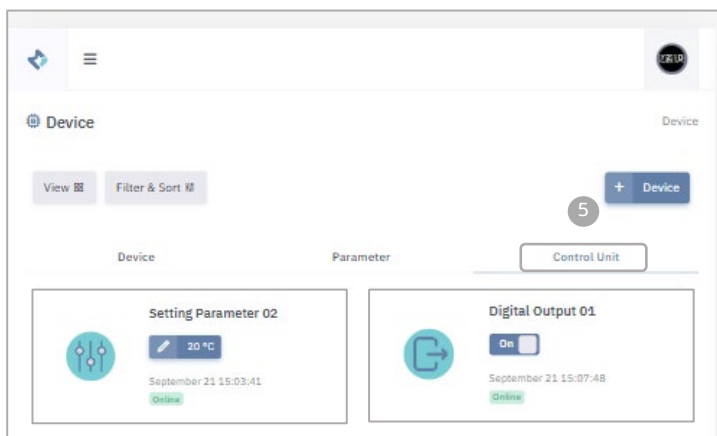 Device
Device
View
Filter & Sort
+ Device
5
Device
Parameter
Control Unit
Setting Parameter 02
20 °C
September 21 15:03:41
Online
Digital Output 01
On
September 21 15:07:48
Online